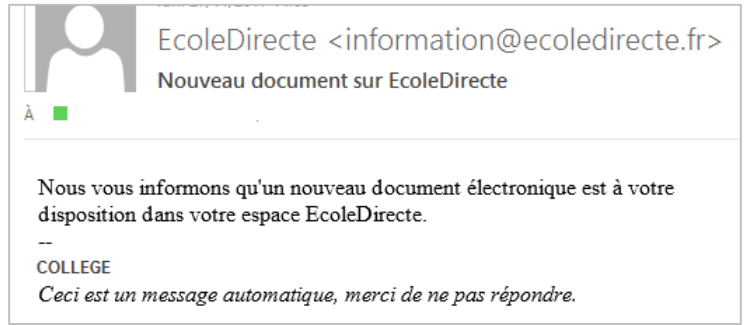 EcoleDirecte <information@ecoledirecte.fr>
Nouveau document sur EcoleDirecte
À
Nous vous informons qu'un nouveau document électronique est à votre
disposition dans votre espace EcoleDirecte.
--
COLLEGE
Ceci est un message automatique, merci de ne pas répondre.